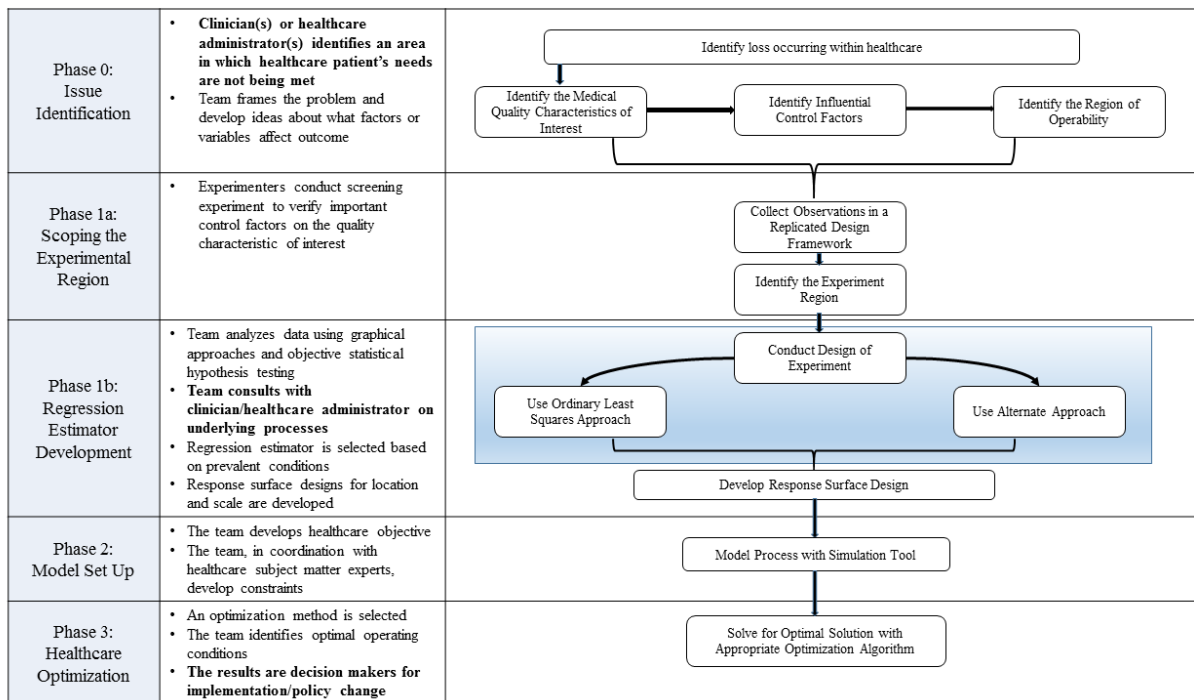 Phase 0:
Issue
Identification
• Clinician(s) or healthcare
administrator(s) identifies an area
in which healthcare patient's needs
are not being met
• Team frames the problem and
develop ideas about what factors or
variables affect outcome
Identify loss occurring within healthcare
Identify the Medical
Quality Characteristics of
Interest
Identify Influential
Control Factors
Identify the Region of
Operability
Phase 1a:
Scoping the
Experimental
Region
• Experimenters conduct screening
experiment to verify important
control factors on the quality
characteristic of interest
Collect Observations in a
Replicated Design
Framework
Identify the Experiment
Region
Phase 1b:
Regression
Estimator
Development
• Team analyzes data using graphical
approaches and objective statistical
hypothesis testing
• Team consults with
clinician/healthcare administrator on
underlying processes
• Regression estimator is selected based
on prevalent conditions
• Response surface designs for location
and scale are developed
Conduct Design of
Experiment
Use Ordinary Least
Squares Approach
Use Alternate Approach
Develop Response Surface Design
Phase 2:
Model Set Up
• The team develops healthcare objective
• The team, in coordination with
healthcare subject matter experts,
develop constraints
Model Process with Simulation Tool
Phase 3:
Healthcare
Optimization
• An optimization method is selected
• The team identifies optimal operating
conditions
• The results are decision makers for
implementation/policy change
Solve for Optimal Solution with
Appropriate Optimization Algorithm